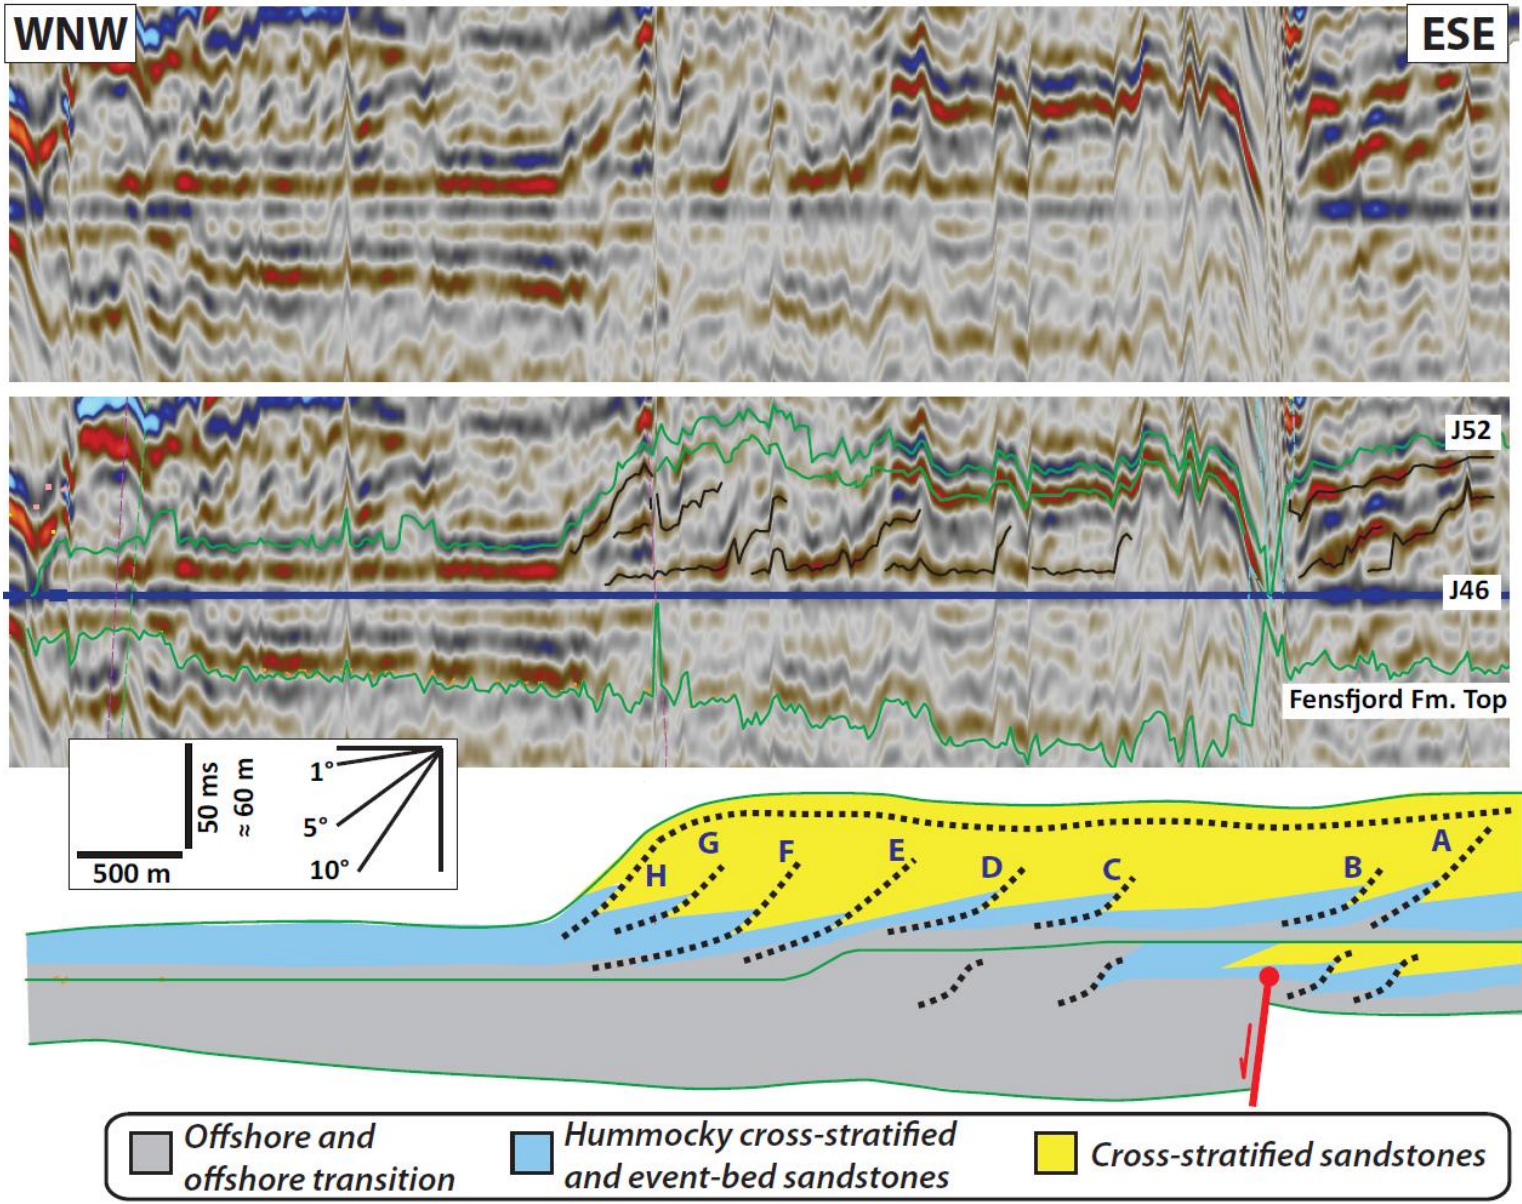 WNW
ESE
J52
J46
Fensfjord Fm. Top
50 ms
≈ 60 m
500 m
1°
5°
10°
H
G
F
E
D
C
B
A
Offshore and
offshore transition
Hummocky cross-stratified
and event-bed sandstones
Cross-stratified sandstones